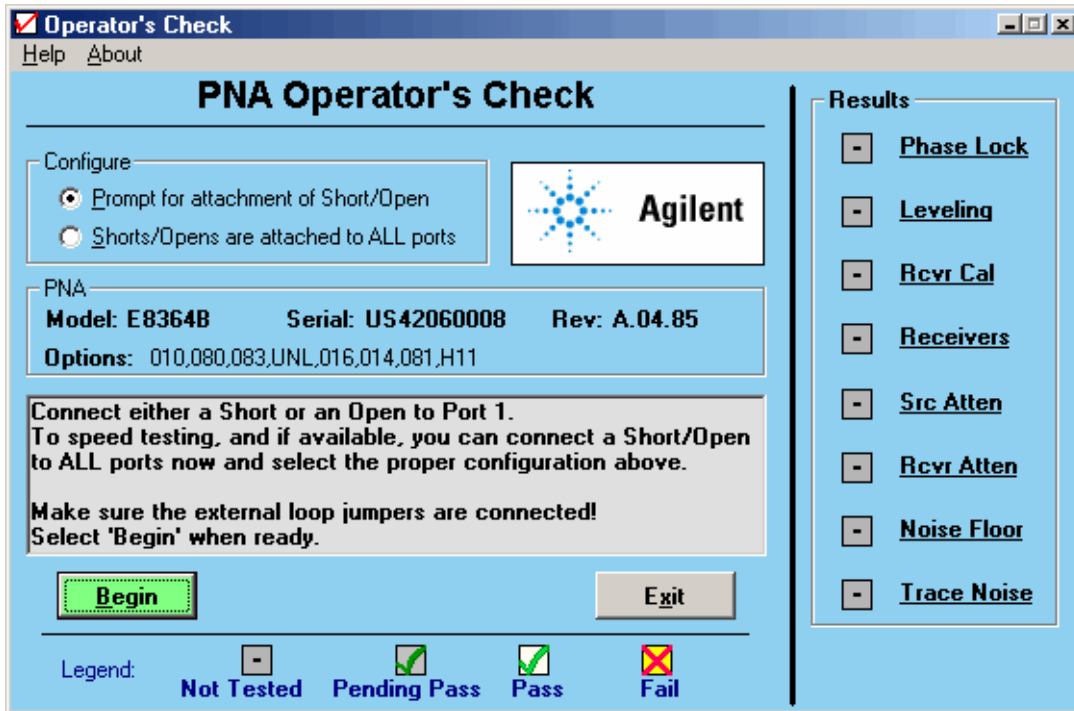 Operator's Check
Help About
PNA Operator's Check
Configure
Prompt for attachment of Short/Open
Shorts/Opens are attached to ALL ports
Agilent
PNA
Model: E8364B Serial: US42060008 Rev: A.04.85
Options: 010,080,083,UNL,016,014,081,H11
Connect either a Short or an Open to Port 1.
To speed testing, and if available, you can connect a Short/Open
to ALL ports now and select the proper configuration above.
Make sure the external loop jumpers are connected!
Select 'Begin' when ready.
Begin Exit
Legend:
- Not Tested
Pending Pass
Pass
Fail
Results
- Phase Lock
- Leveling
- Rcvr Cal
- Receivers
- Src Atten
- Rcvr Atten
- Noise Floor
- Trace Noise